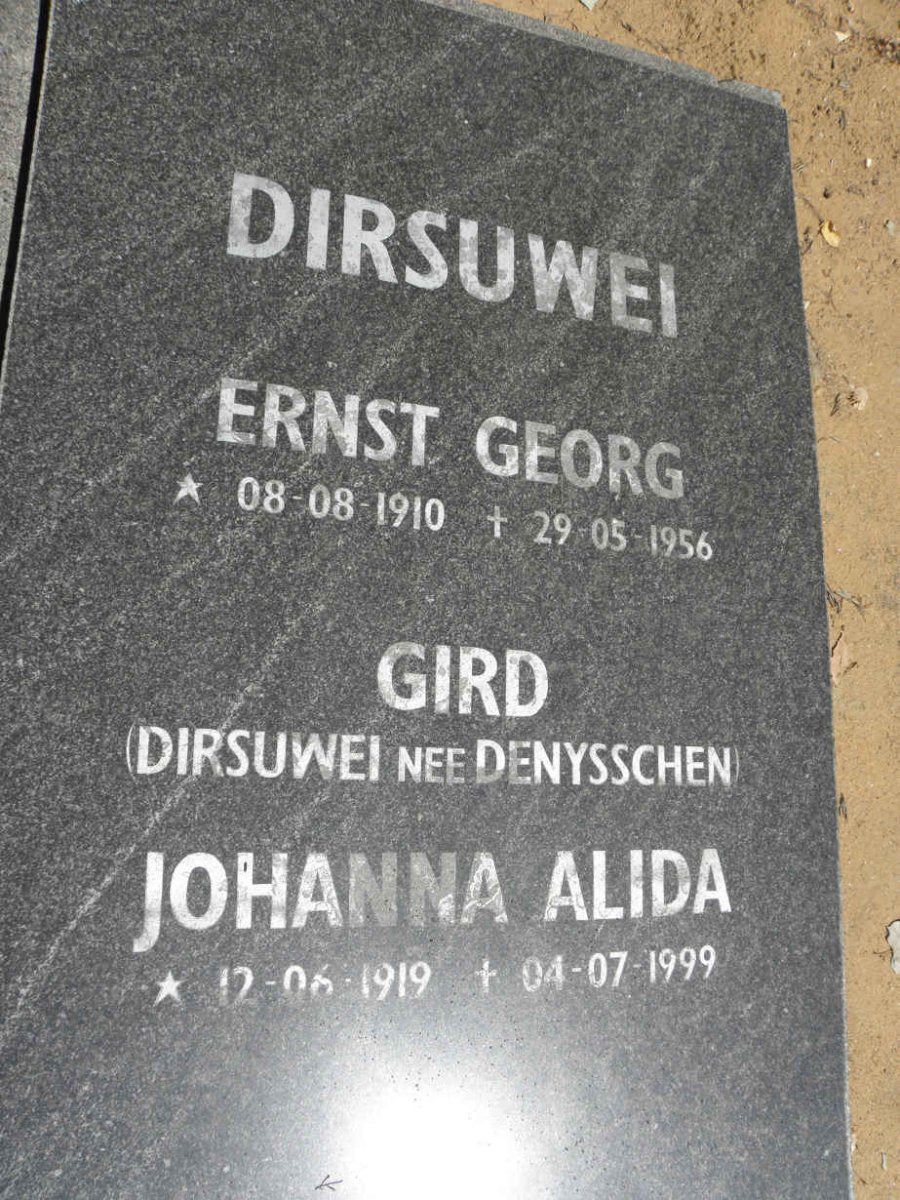 DIRSUWEI
ERNST GEORG
★ 08-08-1910 ✝ 29-05-1956
GIRD
(DIRSUWEI NEE DENYSSCHEN)
JOHANNA ALIDA
★ 12-06-1919 ✝ 04-07-1999